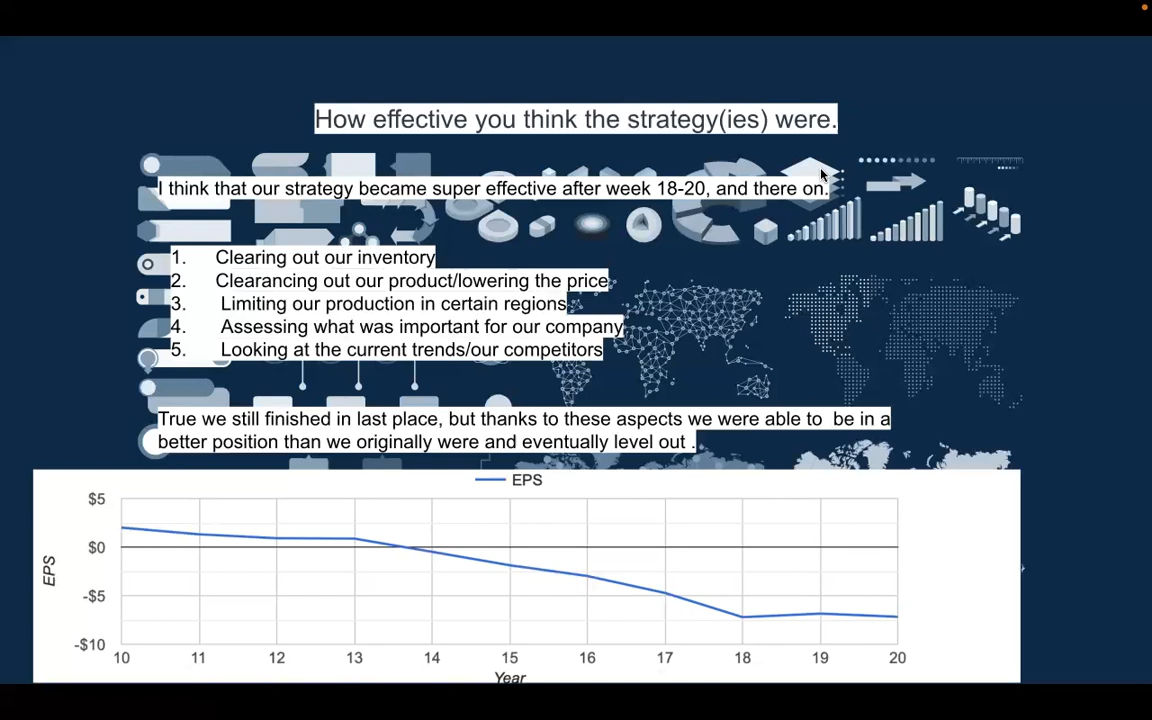 How effective you think the strategy(ies) were.
I think that our strategy became super effective after week 18-20, and there on.
1. Clearing out our inventory
2. Clearancing out our product/lowering the price
3. Limiting our production in certain regions
4. Assessing what was important for our company
5. Looking at the current trends/our competitors
True we still finished in last place, but thanks to these aspects we were able to be in a
better position than we originally were and eventually level out .
EPS
$5
$0
-$5
-$10
EPS
10 11 12 13 14 15 16 17 18 19 20
Year